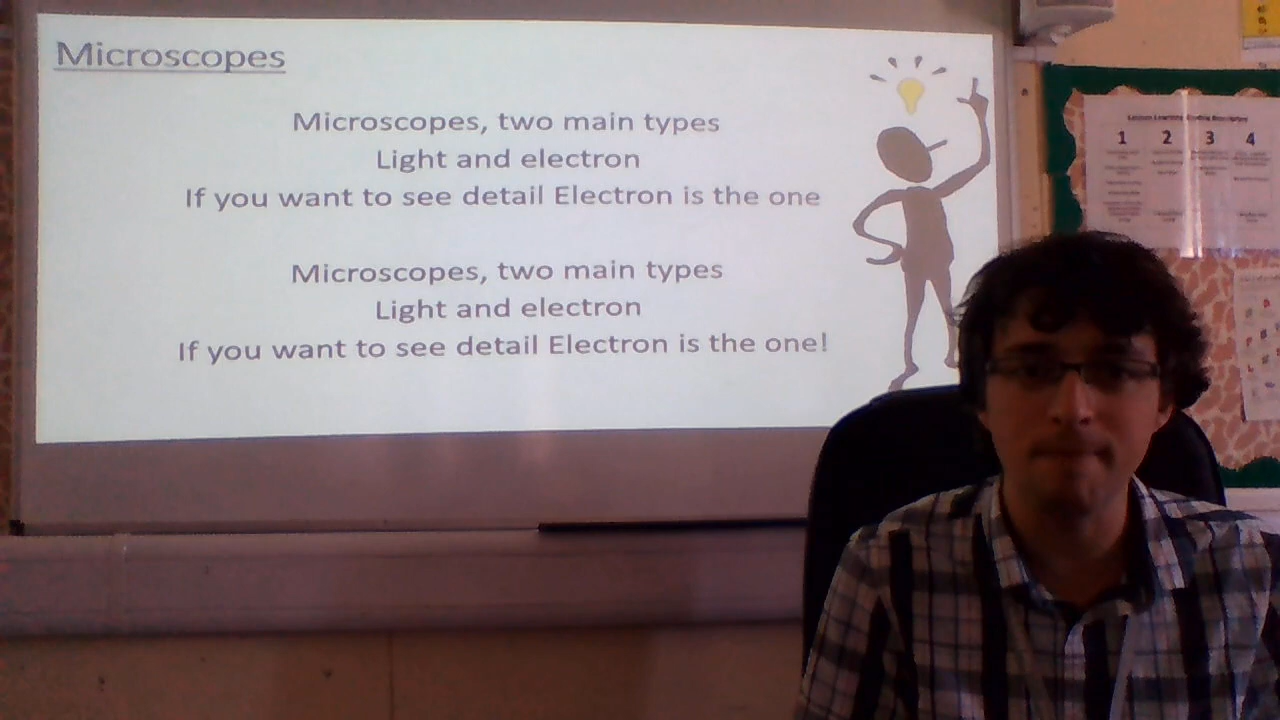 Microscopes
Microscopes, two main types
Light and electron
If you want to see detail Electron is the one
Microscopes, two main types
Light and electron
If you want to see detail Electron is the one!
1 2 3 4